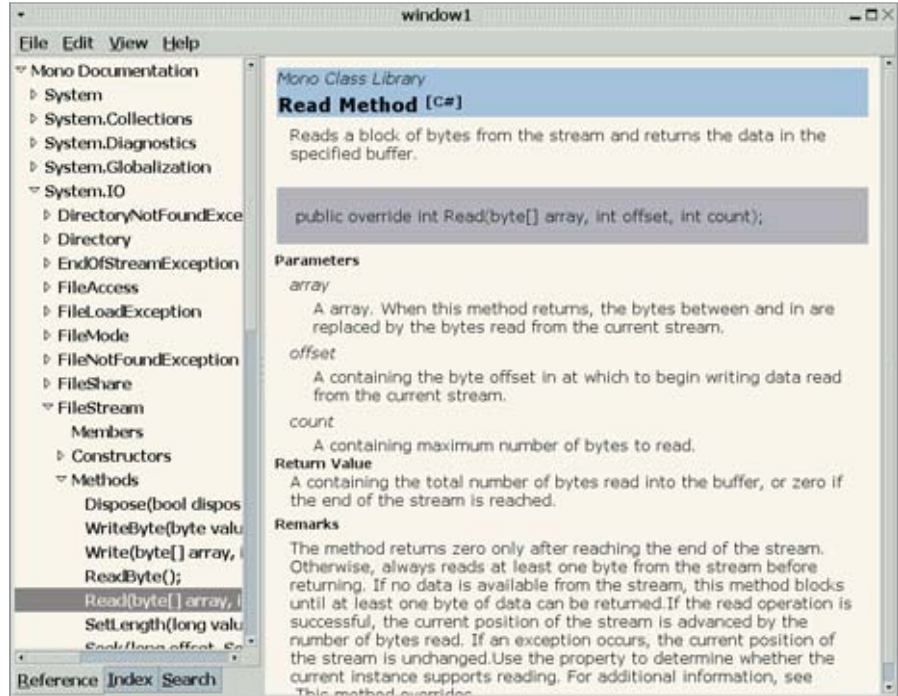 window1
File Edit View Help
Mono Documentation
System
System.Collections
System.Diagnostics
System.Globalization
System.IO
DirectoryNotFoundExce
Directory
EndOfStreamException
FileAccess
FileLoadException
FileMode
FileNotFoundException
FileShare
FileStream
Members
Constructors
Methods
Dispose(bool dispos
WriteByte(byte valu
Write(byte[] array, i
ReadByte();
Read(byte[] array, i
SetLength(long valu
Seek(long offset, Se
Reference Index Search
Mono Class Library
Read Method [C#]
Reads a block of bytes from the stream and returns the data in the
specified buffer.
public override int Read(byte[] array, int offset, int count);
Parameters
array
A array. When this method returns, the bytes between and in are
replaced by the bytes read from the current stream.
offset
A containing the byte offset in at which to begin writing data read
from the current stream.
count
A containing maximum number of bytes to read.
Return Value
A containing the total number of bytes read into the buffer, or zero if
the end of the stream is reached.
Remarks
The method returns zero only after reaching the end of the stream.
Otherwise, always reads at least one byte from the stream before
returning. If no data is available from the stream, this method blocks
until at least one byte of data can be returned.If the read operation is
successful, the current position of the stream is advanced by the
number of bytes read. If an exception occurs, the current position of
the stream is unchanged.Use the property to determine whether the
current instance supports reading. For additional information, see
.This method overrides